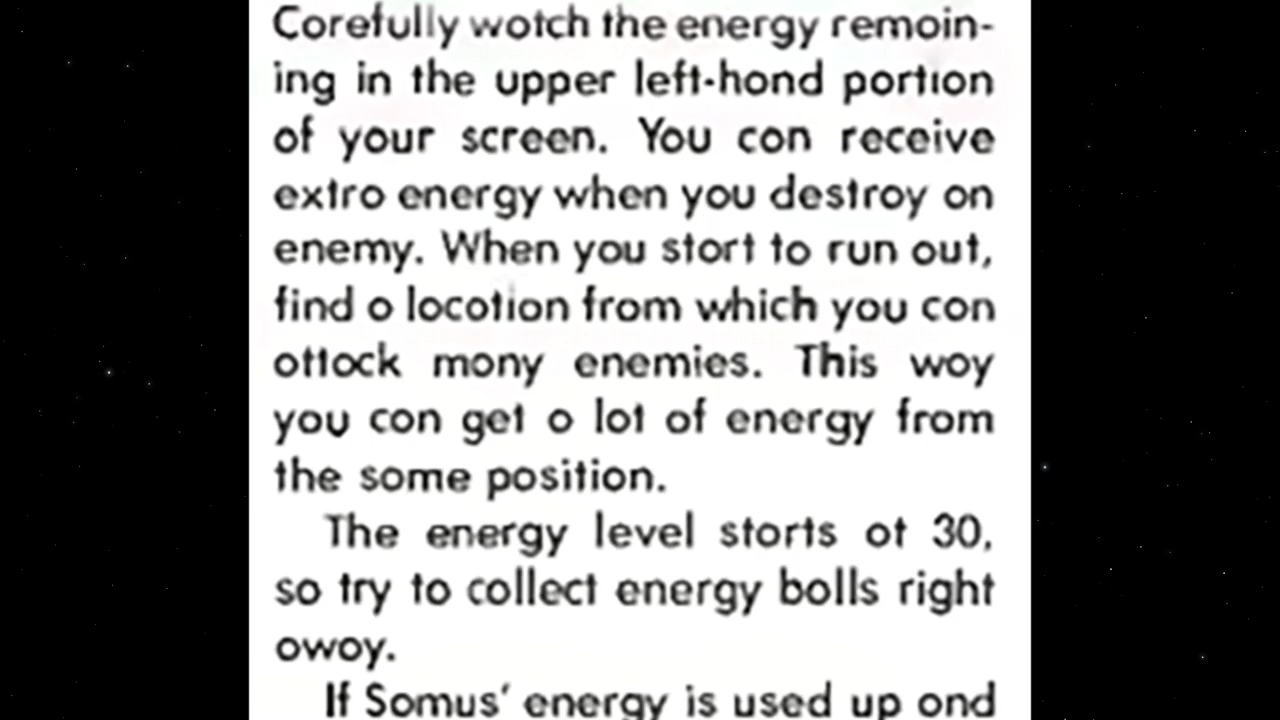 Corefully wotch the energy remoin-
ing in the upper left-hond portion
of your screen. You con receive
extro energy when you destroy on
enemy. When you stort to run out,
find o locotion from which you con
ottock mony enemies. This woy
you con get o lot of energy from
the some position.
The energy level storts ot 30,
so try to collect energy bolls right
owoy.
If Somus' energy is used up ond